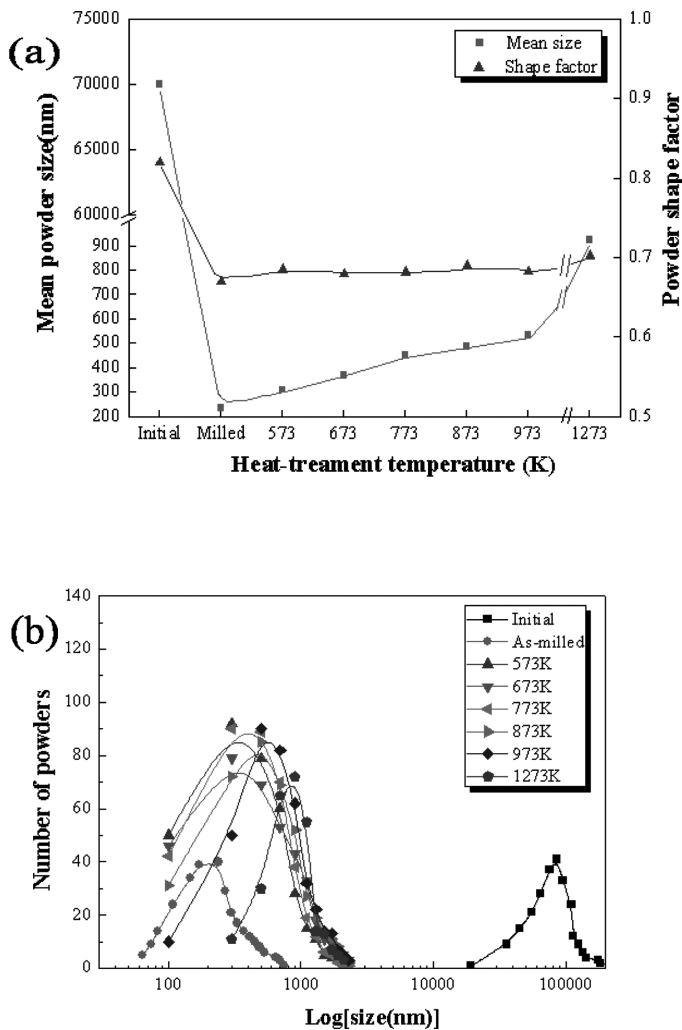 (a)
75000
70000
65000
60000
900
800
700
600
500
400
300
200
Mean powder size(nm)
Mean size
Shape factor
1.0
0.9
0.8
0.7
0.6
0.5
Powder shape factor
Initial Milled 573 673 773 873 973 1273
Heat-treament temperature (K)
(b)
140
120
100
80
60
40
20
0
Number of powders
Initial
As-milled
573K
673K
773K
873K
973K
1273K
100 1000 10000 100000
Log[size(nm)]